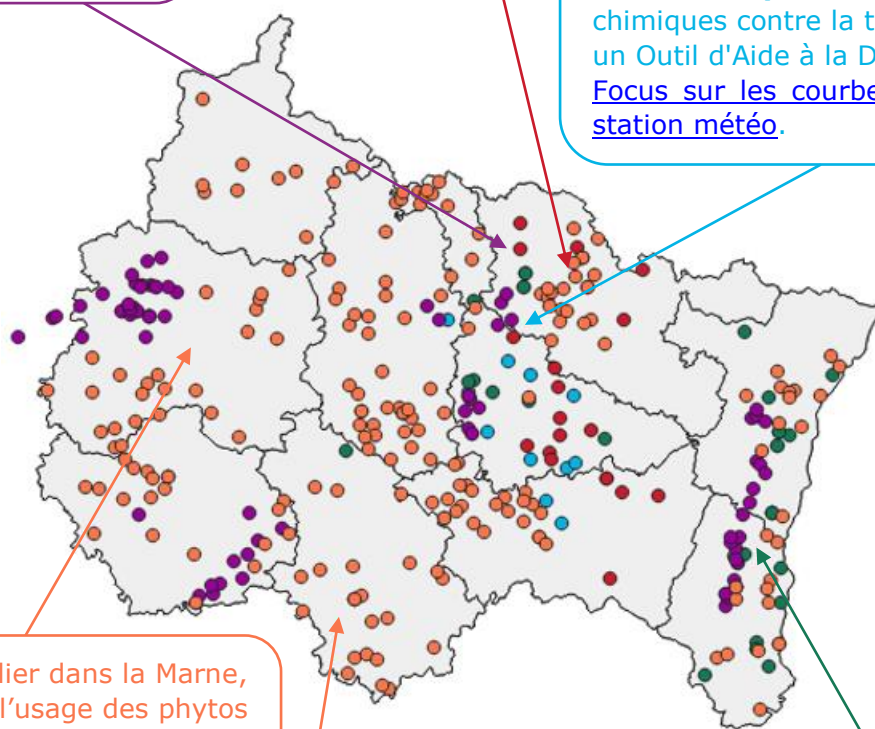 chimiques contre la t
un Outil d'Aide à la D
Focus sur les courbe
station météo.
lier dans la Marne,
l'usage des phytos